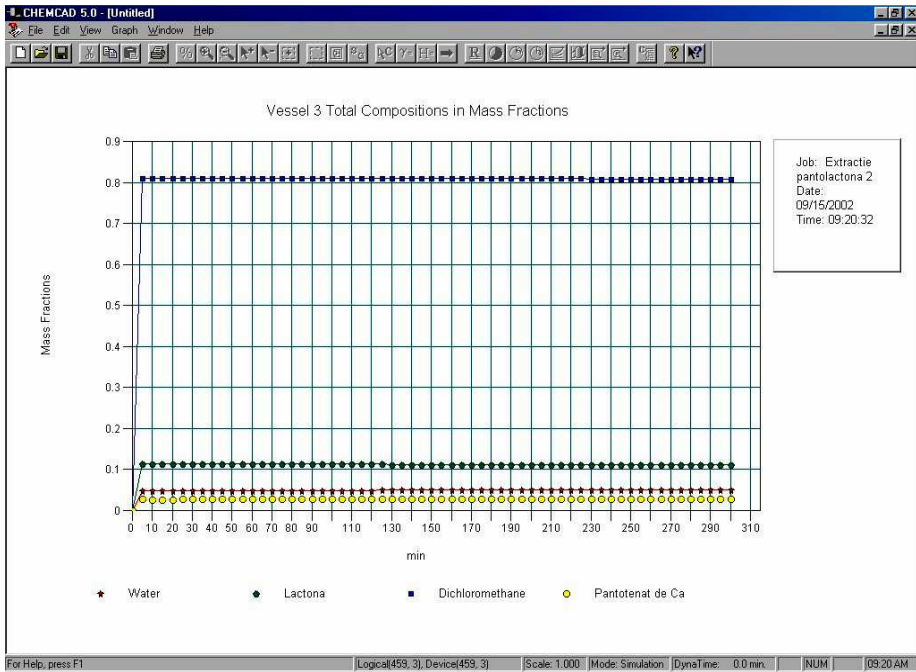 CHEMCAD 5.0 - [Untitled]
File Edit View Graph Window Help
Vessel 3 Total Compositions in Mass Fractions
0.9
0.8
0.7
0.6
0.5
0.4
0.3
0.2
0.1
0
Mass Fractions
0 10 20 30 40 50 60 70 80 90 110 130 150 170 190 210 230 250 270 290 310
min
Water Lactona Dichloromethane Pantotenat de Ca
Job: Extractie
pantolactona 2
Date:
09/15/2002
Time: 09:20:32
For Help, press F1 Logical(459, 3), Device(459, 3) Scale: 1.000 Mode: Simulation DynaTime: 0.0 min. NUM 09:20 AM